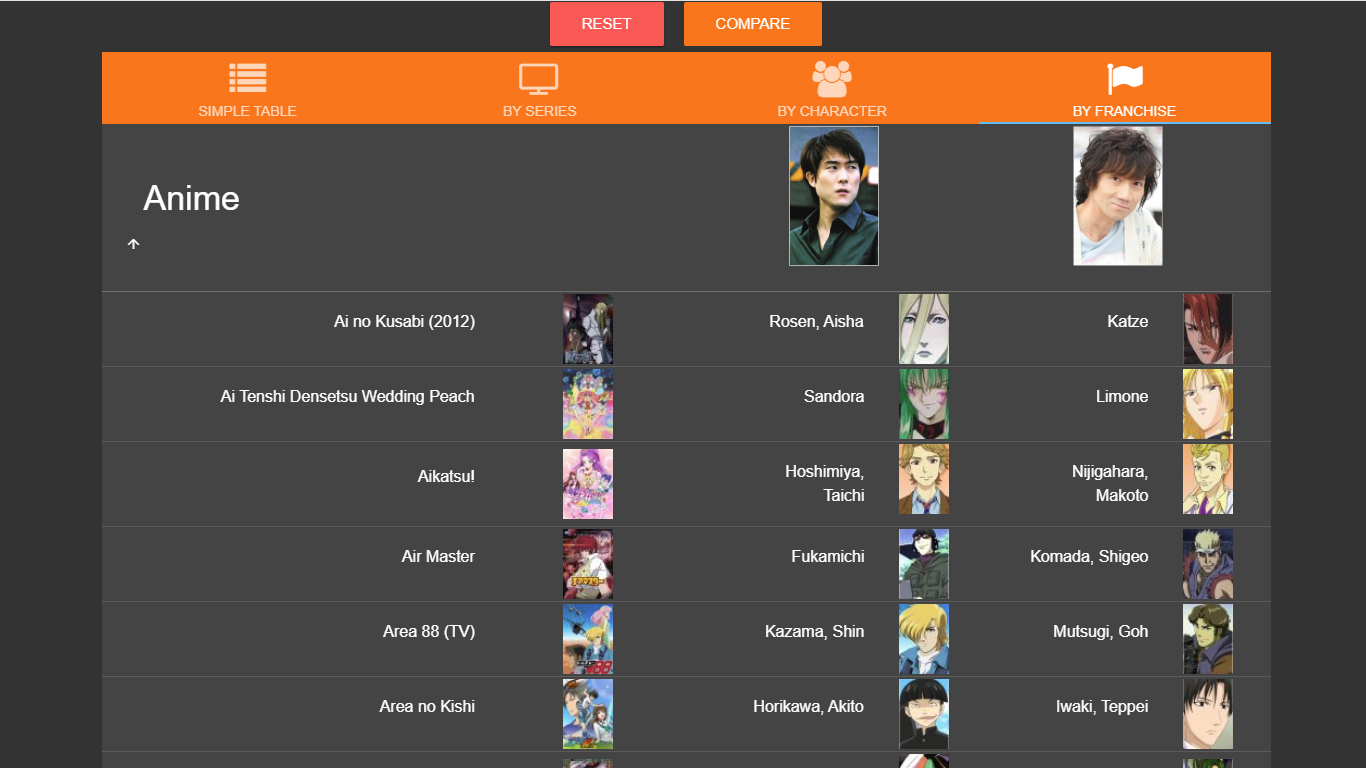 RESET
COMPARE
SIMPLE TABLE
BY SERIES
BY CHARACTER
BY FRANCHISE
Anime
Ai no Kusabi (2012)
Rosen, Aisha
Katze
Ai Tenshi Densetsu Wedding Peach
Sandora
Limone
Aikatsu!
Hoshimiya,
Taichi
Nijigahara,
Makoto
Air Master
Fukamichi
Komada, Shigeo
Area 88 (TV)
Kazama, Shin
Mutsugi, Goh
Area no Kishi
Horikawa, Akito
Iwaki, Teppei